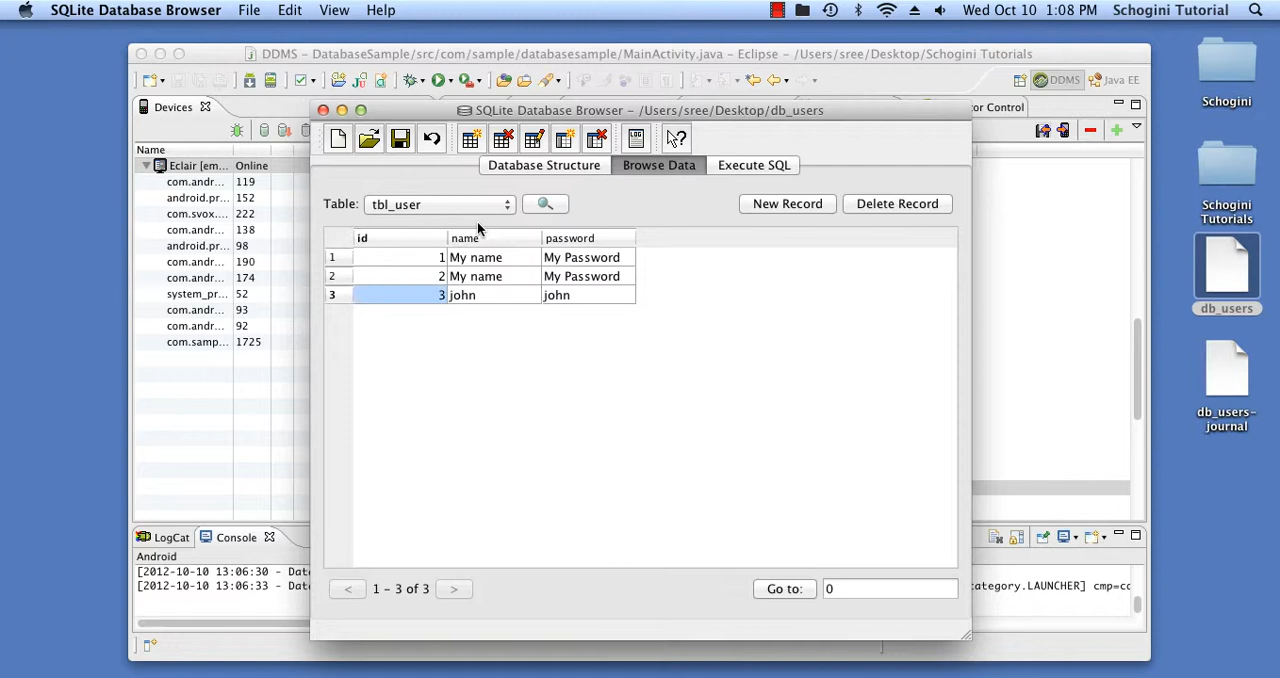 SQLite Database Browser File Edit View Help Wed Oct 10 1:08 PM Schogini Tutorial
DDMS - DatabaseSample/src/com/sample/databasesample/MainActivity.java - Eclipse - /Users/sree/Desktop/Schogini Tutorials
DDMS Java EE
Devices
Name
Eclair [em... Online
com.andr... 119
android.pr... 152
com.svox.... 222
com.andr... 138
android.pr... 98
com.andr... 190
com.andr... 174
system_pr... 52
com.andr... 93
com.andr... 92
com.samp... 1725
SQLite Database Browser - /Users/sree/Desktop/db_users
LOG
Database Structure Browse Data Execute SQL
Table: tbl_user New Record Delete Record
id name password
1 1 My name My Password
2 2 My name My Password
3 3 john john
< 1 - 3 of 3 > Go to: 0
Control
LogCat Console
Android
[2012-10-10 13:06:30 - Dat
[2012-10-10 13:06:33 - Dat
ategory.LAUNCHER] cmp=co
Schogini
Schogini
Tutorials
db_users
db_users-
journal